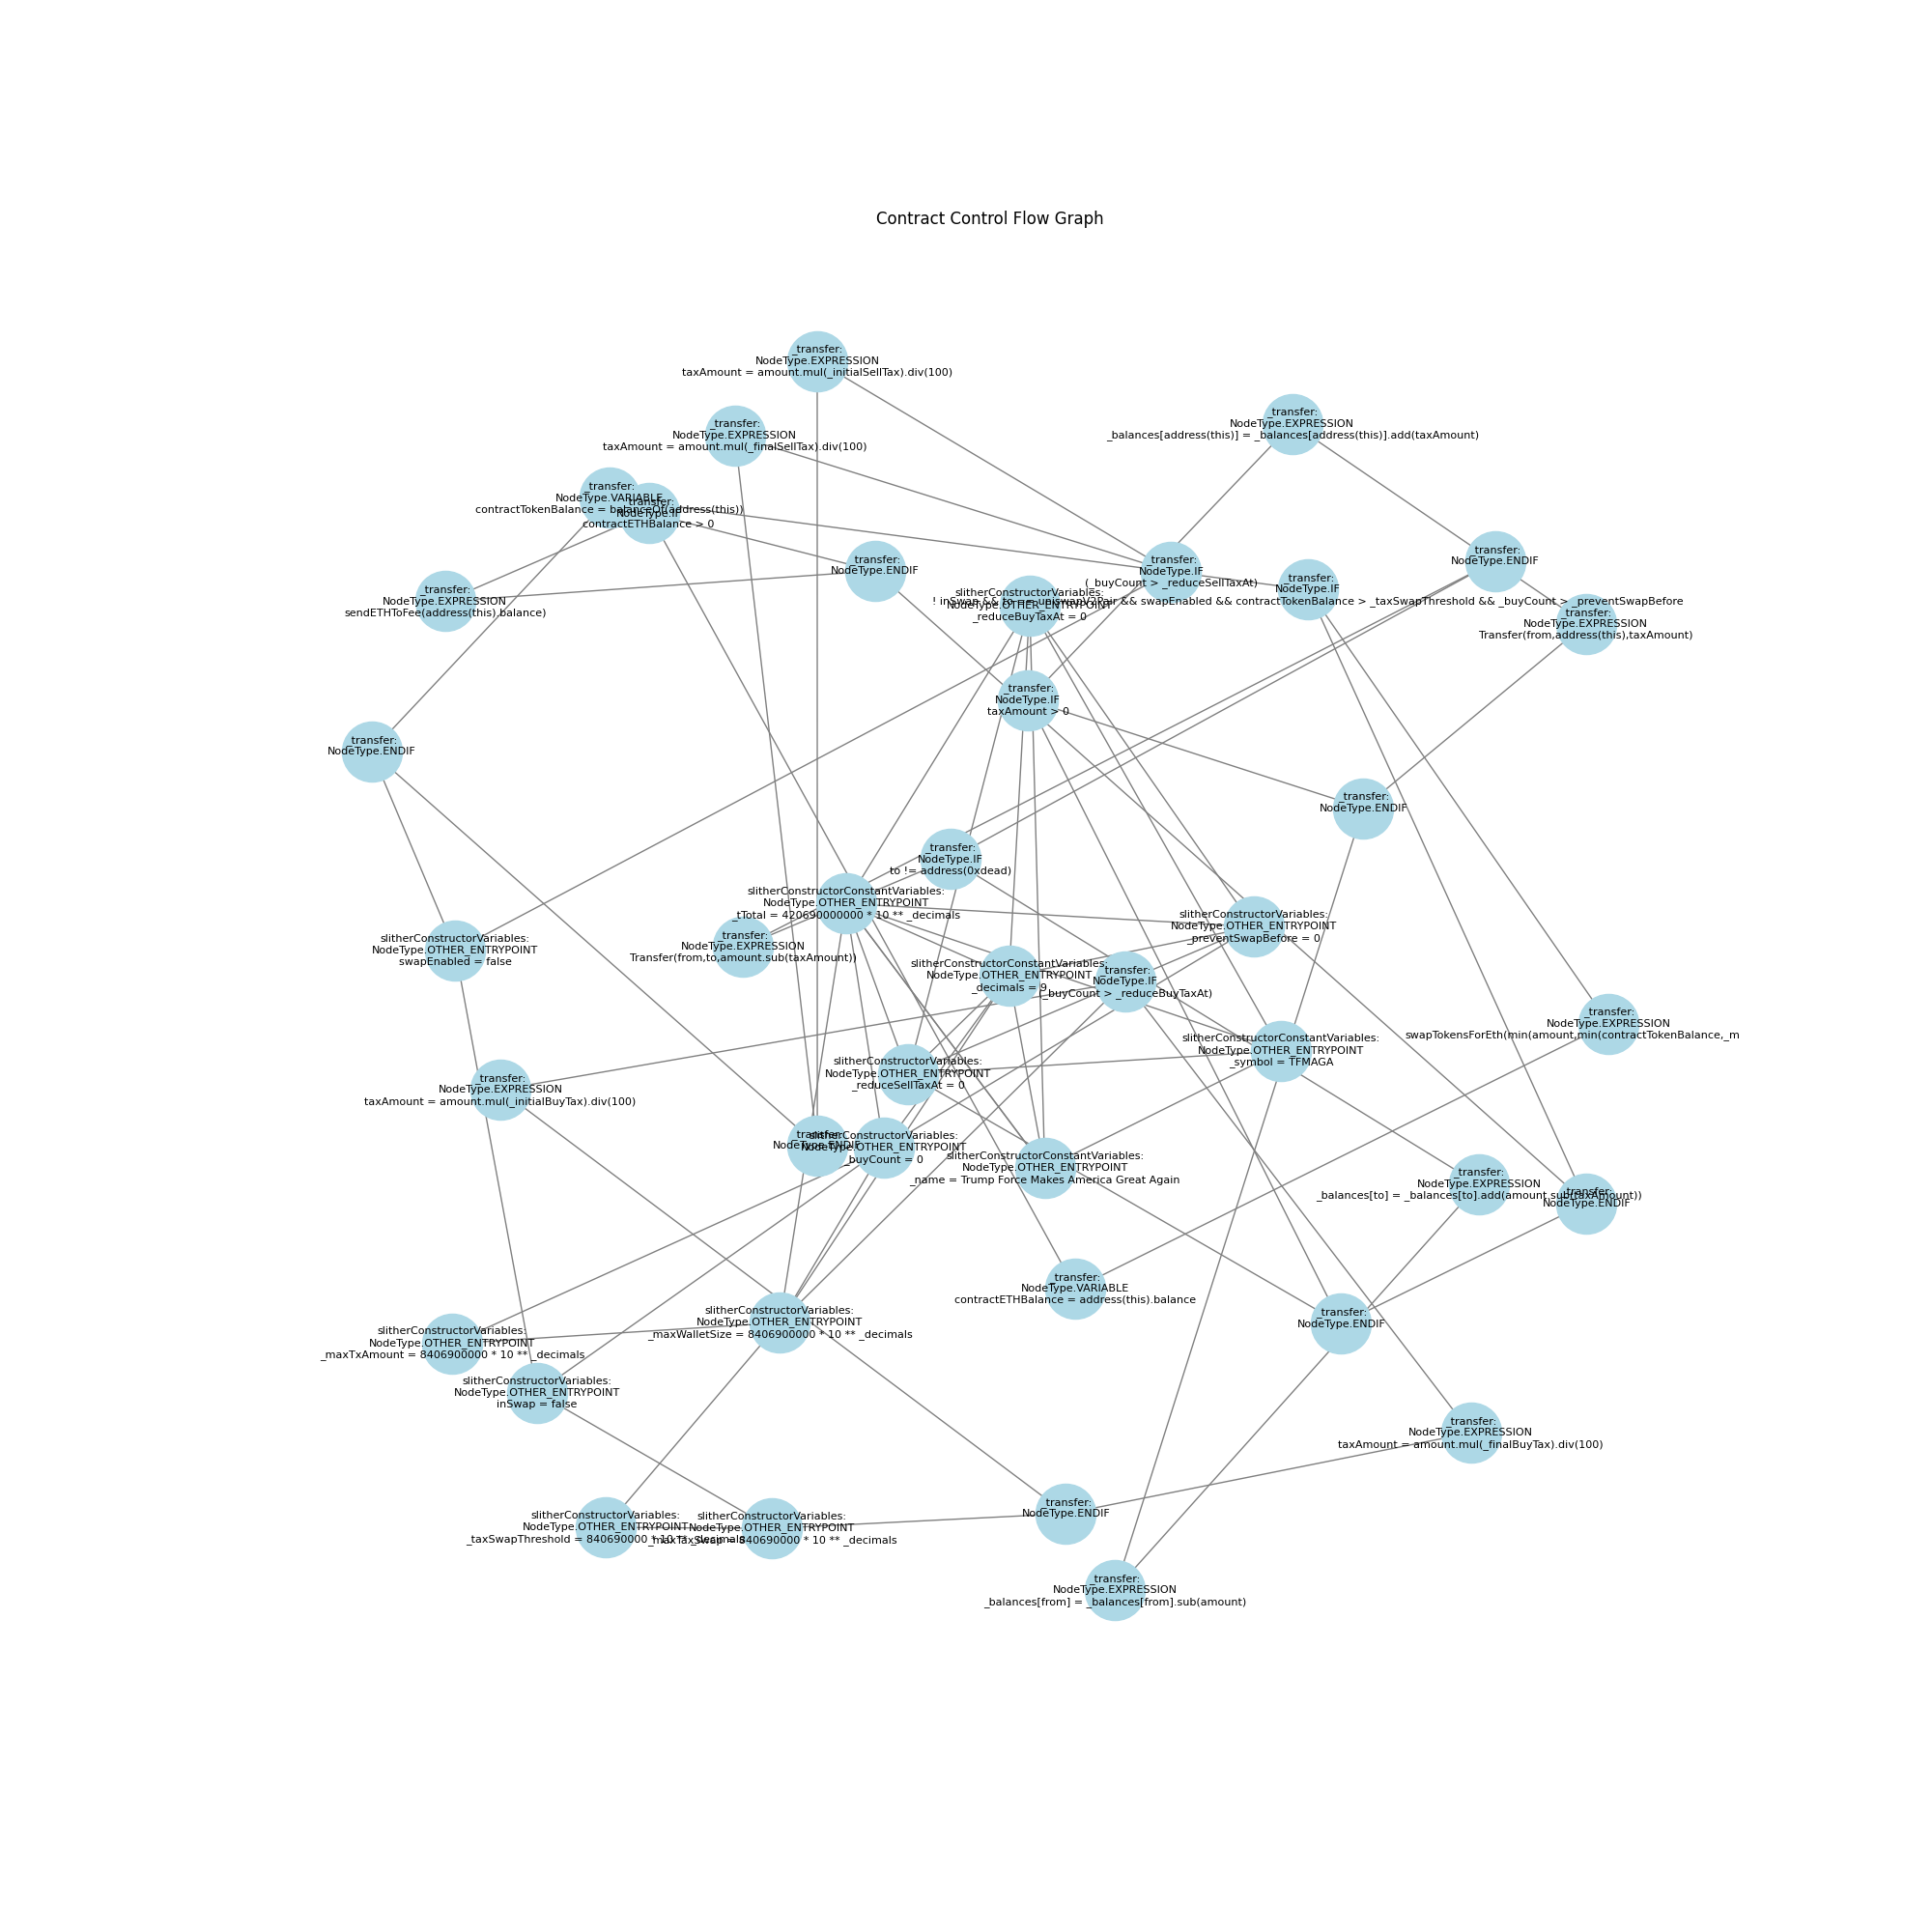 Contract Control Flow Graph
_transfer:
NodeType.EXPRESSION
taxAmount = amount.mul(_initialSellTax).div(100)
_transfer:
NodeType.EXPRESSION
_balances[address(this)] = _balances[address(this)].add(taxAmount)
_transfer:
NodeType.EXPRESSION
taxAmount = amount.mul(_finalSellTax).div(100)
_transfer:
NodeType.VARIABLE
contractTokenBalance = balanceOf(address(this))
_transfer:
NodeType.IF
contractETHBalance > 0
_transfer:
NodeType.ENDIF
_transfer:
NodeType.IF
(_buyCount > _reduceSellTaxAt)
_transfer:
NodeType.ENDIF
_transfer:
NodeType.IF
! inSwap && to == uniswapV2Pair && swapEnabled && contractTokenBalance > _taxSwapThreshold && _buyCount > _preventSwapBefore
_transfer:
NodeType.EXPRESSION
sendETHToFee(address(this).balance)
slitherConstructorVariables:
NodeType.OTHER_ENTRYPOINT
_reduceBuyTaxAt = 0
_transfer:
NodeType.EXPRESSION
Transfer(from,address(this),taxAmount)
_transfer:
NodeType.IF
taxAmount > 0
_transfer:
NodeType.ENDIF
_transfer:
NodeType.ENDIF
_transfer:
NodeType.IF
to != address(0xdead)
slitherConstructorConstantVariables:
NodeType.OTHER_ENTRYPOINT
_tTotal = 420690000000 * 10 ** _decimals
slitherConstructorVariables:
NodeType.OTHER_ENTRYPOINT
_preventSwapBefore = 0
_transfer:
NodeType.EXPRESSION
Transfer(from,to,amount.sub(taxAmount))
slitherConstructorVariables:
NodeType.OTHER_ENTRYPOINT
swapEnabled = false
slitherConstructorConstantVariables:
NodeType.OTHER_ENTRYPOINT
_decimals = 9
_transfer:
NodeType.IF
(_buyCount > _reduceBuyTaxAt)
_transfer:
NodeType.EXPRESSION
swapTokensForEth(min(amount,min(contractTokenBalance,_m
slitherConstructorConstantVariables:
NodeType.OTHER_ENTRYPOINT
_symbol = TFMAGA
slitherConstructorVariables:
NodeType.OTHER_ENTRYPOINT
_reduceSellTaxAt = 0
_transfer:
NodeType.EXPRESSION
taxAmount = amount.mul(_initialBuyTax).div(100)
_transfer:
NodeType.ENDIF
slitherConstructorVariables:
NodeType.OTHER_ENTRYPOINT
_buyCount = 0
slitherConstructorConstantVariables:
NodeType.OTHER_ENTRYPOINT
_name = Trump Force Makes America Great Again
_transfer:
NodeType.EXPRESSION
_balances[to] = _balances[to].add(amount.sub(taxAmount))
_transfer:
NodeType.ENDIF
_transfer:
NodeType.VARIABLE
contractETHBalance = address(this).balance
slitherConstructorVariables:
NodeType.OTHER_ENTRYPOINT
_maxWalletSize = 8406900000 * 10 ** _decimals
_transfer:
NodeType.ENDIF
slitherConstructorVariables:
NodeType.OTHER_ENTRYPOINT
_maxTxAmount = 8406900000 * 10 ** _decimals
slitherConstructorVariables:
NodeType.OTHER_ENTRYPOINT
inSwap = false
_transfer:
NodeType.EXPRESSION
taxAmount = amount.mul(_finalBuyTax).div(100)
_transfer:
NodeType.ENDIF
slitherConstructorVariables:
NodeType.OTHER_ENTRYPOINT
_taxSwapThreshold = 840690000 * 10 ** _decimals
slitherConstructorVariables:
NodeType.OTHER_ENTRYPOINT
_maxTaxSwap = 840690000 * 10 ** _decimals
_transfer:
NodeType.EXPRESSION
_balances[from] = _balances[from].sub(amount)